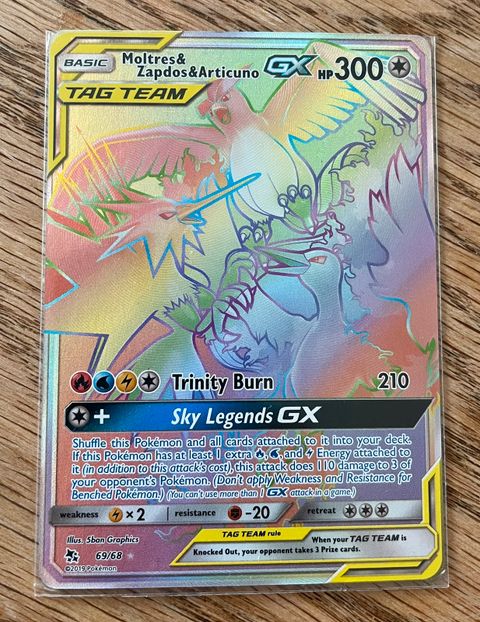 BASIC Moltres&
Zapdos&Articuno GX HP 300
TAG TEAM
Trinity Burn 210
+ Sky Legends GX
Shuffle this Pokémon and all cards attached to it into your deck.
If this Pokémon has at least 1 extra , , and Energy attached to
it (in addition to this attack's cost), this attack does 110 damage to 3 of
your opponent's Pokémon. (Don't apply Weakness and Resistance for
Benched Pokémon.) (You can't use more than 1 GX attack in a game.)
weakness ×2 resistance -20 retreat
Illus. 5ban Graphics
TAG TEAM rule
When your TAG TEAM is
Knocked Out, your opponent takes 3 Prize cards.
69/68
©2019 Pokémon